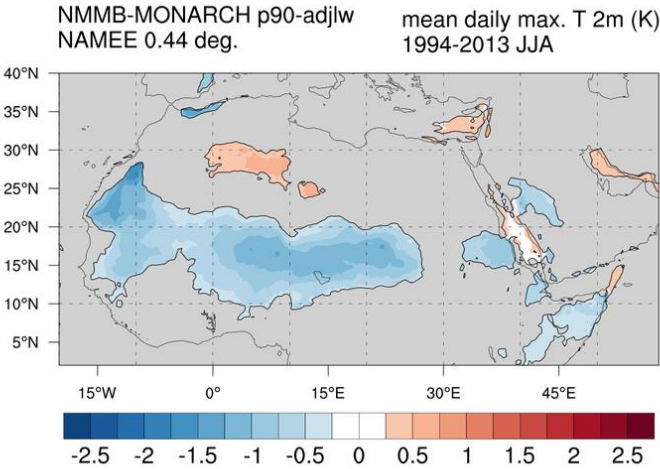 NMMB-MONARCH p90-adjlw
NAMEE 0.44 deg.
mean daily max. T 2m (K)
1994-2013 JJA
40°N
35°N
30°N
25°N
20°N
15°N
10°N
5°N
15°W 0° 15°E 30°E 45°E
-2.5 -2 -1.5 -1 -0.5 0 0.5 1 1.5 2 2.5